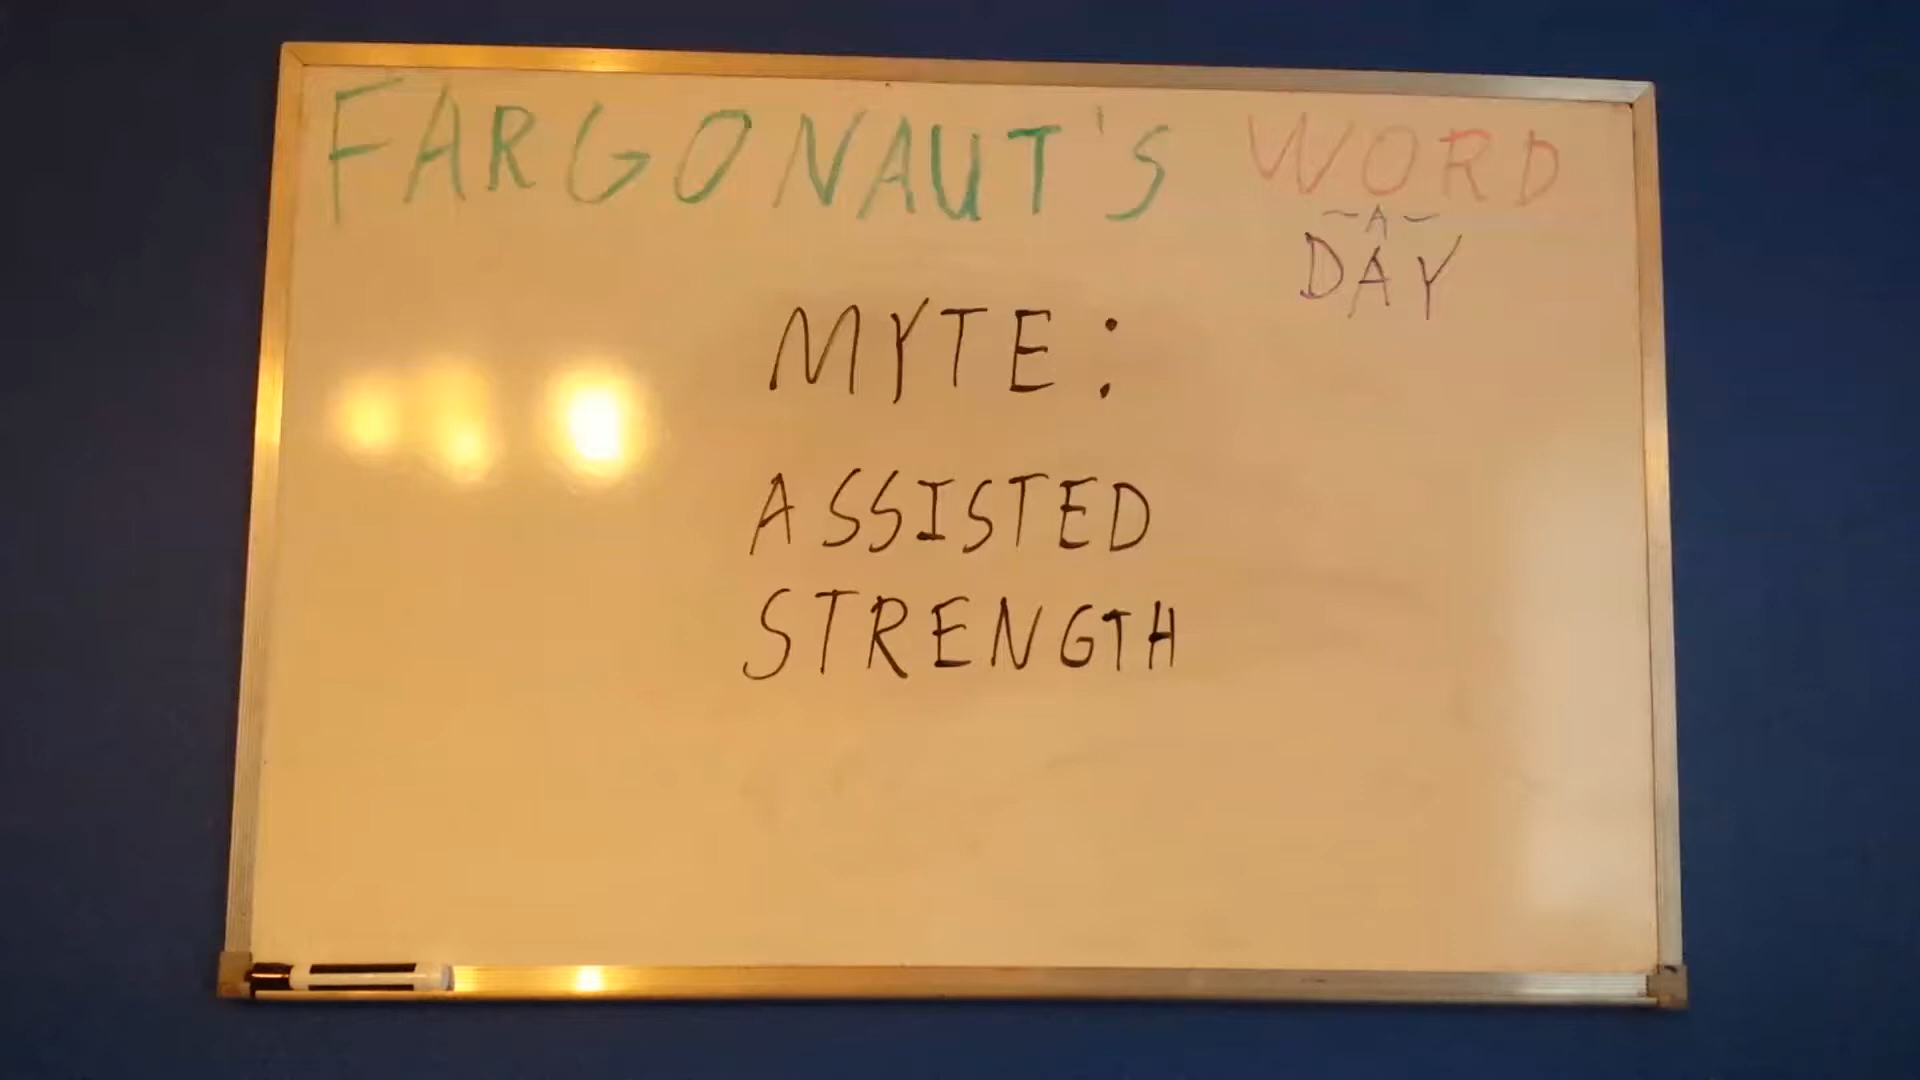 FARGONAUT'S WORD
~A~
DAY
MYTE:
ASSISTED
STRENGTH